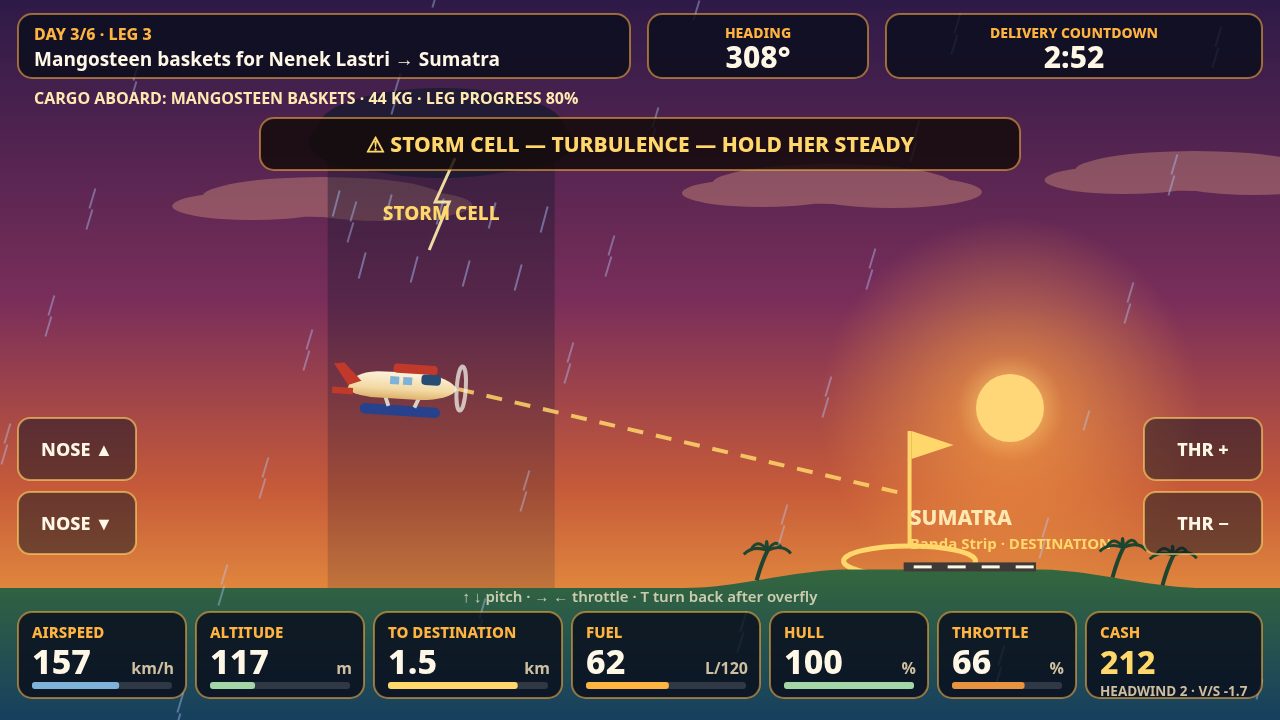 DAY 3/6 · LEG 3
Mangosteen baskets for Nenek Lastri → Sumatra
HEADING
308°
DELIVERY COUNTDOWN
2:52
CARGO ABOARD: MANGOSTEEN BASKETS · 44 KG · LEG PROGRESS 80%
⚠ STORM CELL — TURBULENCE — HOLD HER STEADY
STORM CELL
NOSE ▲
THR +
NOSE ▼
THR −
SUMATRA
Banda Strip · DESTINATION
↑ ↓ pitch · → ← throttle · T turn back after overfly
AIRSPEED
157 km/h
ALTITUDE
117 m
TO DESTINATION
1.5 km
FUEL
62 L/120
HULL
100 %
THROTTLE
66 %
CASH
212
HEADWIND 2 · V/S -1.7